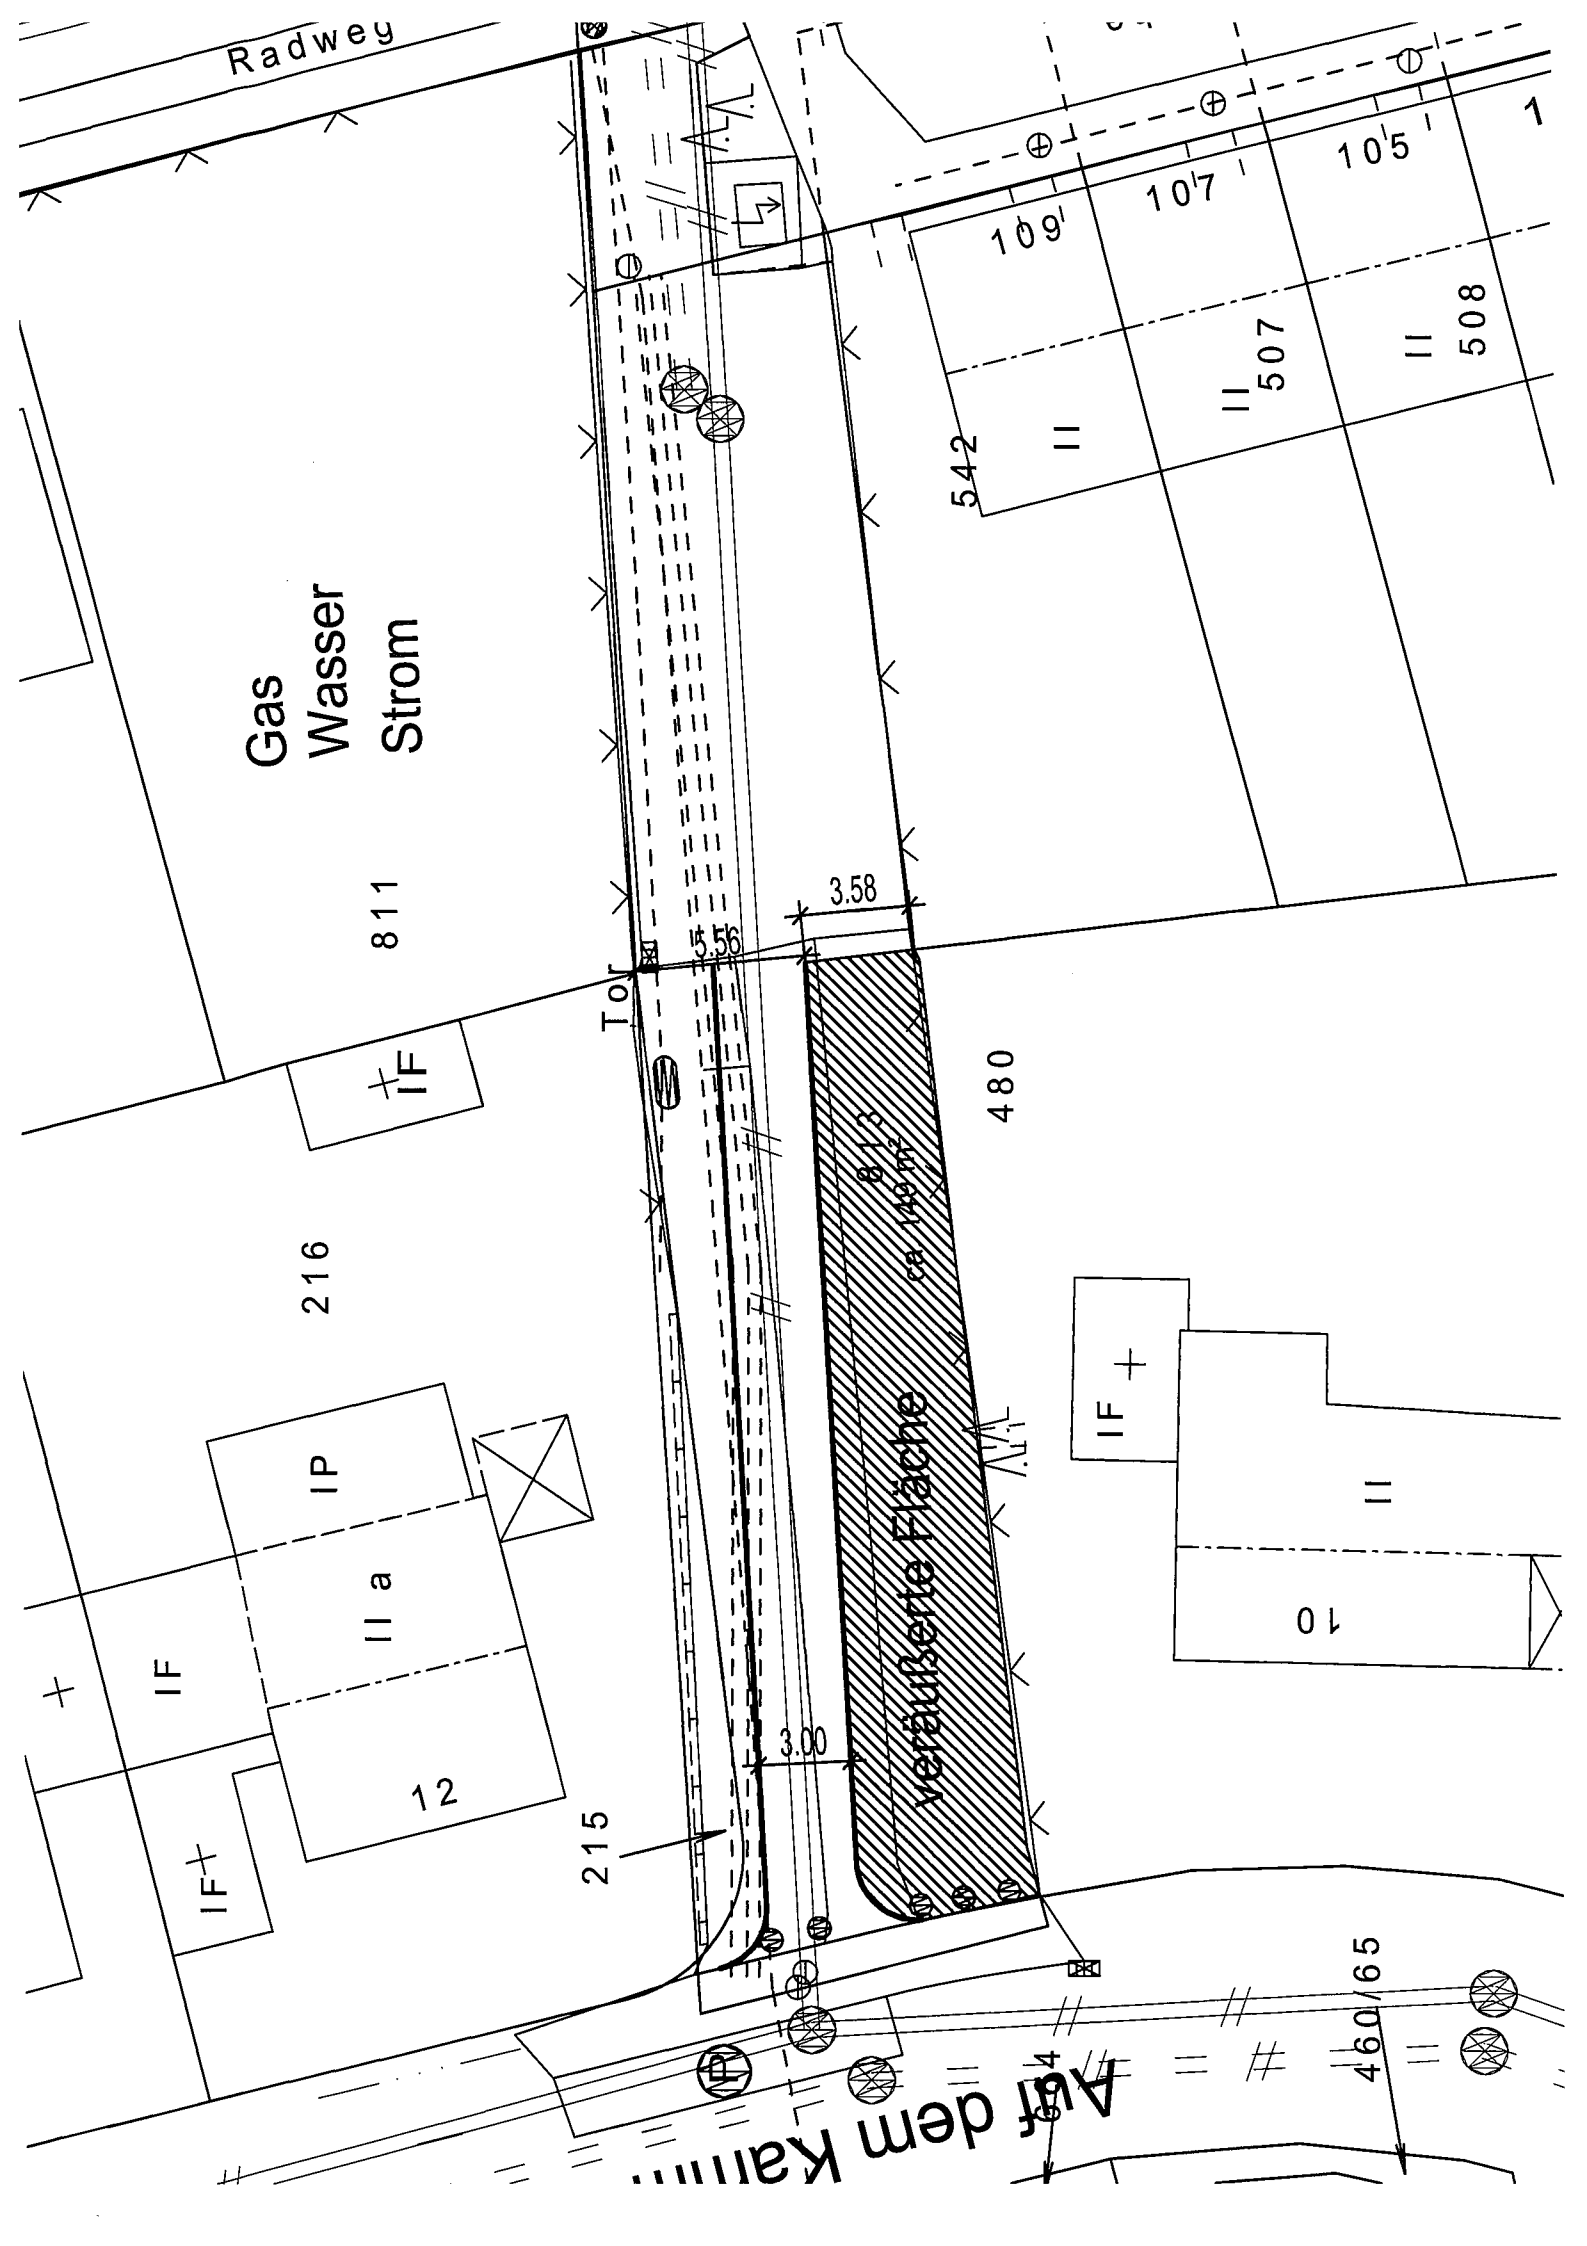 Radweg
109
107
105
1
II
507
II
508
542
II
Gas
Wasser
Strom
811
3.58
5.56
Tor
IF
480
813
ca. 149 m²
216
IF
II
10
IP
II a
IF
12
IF
veräußerte Fläche
3.00
215
P
460/65
Auf dem